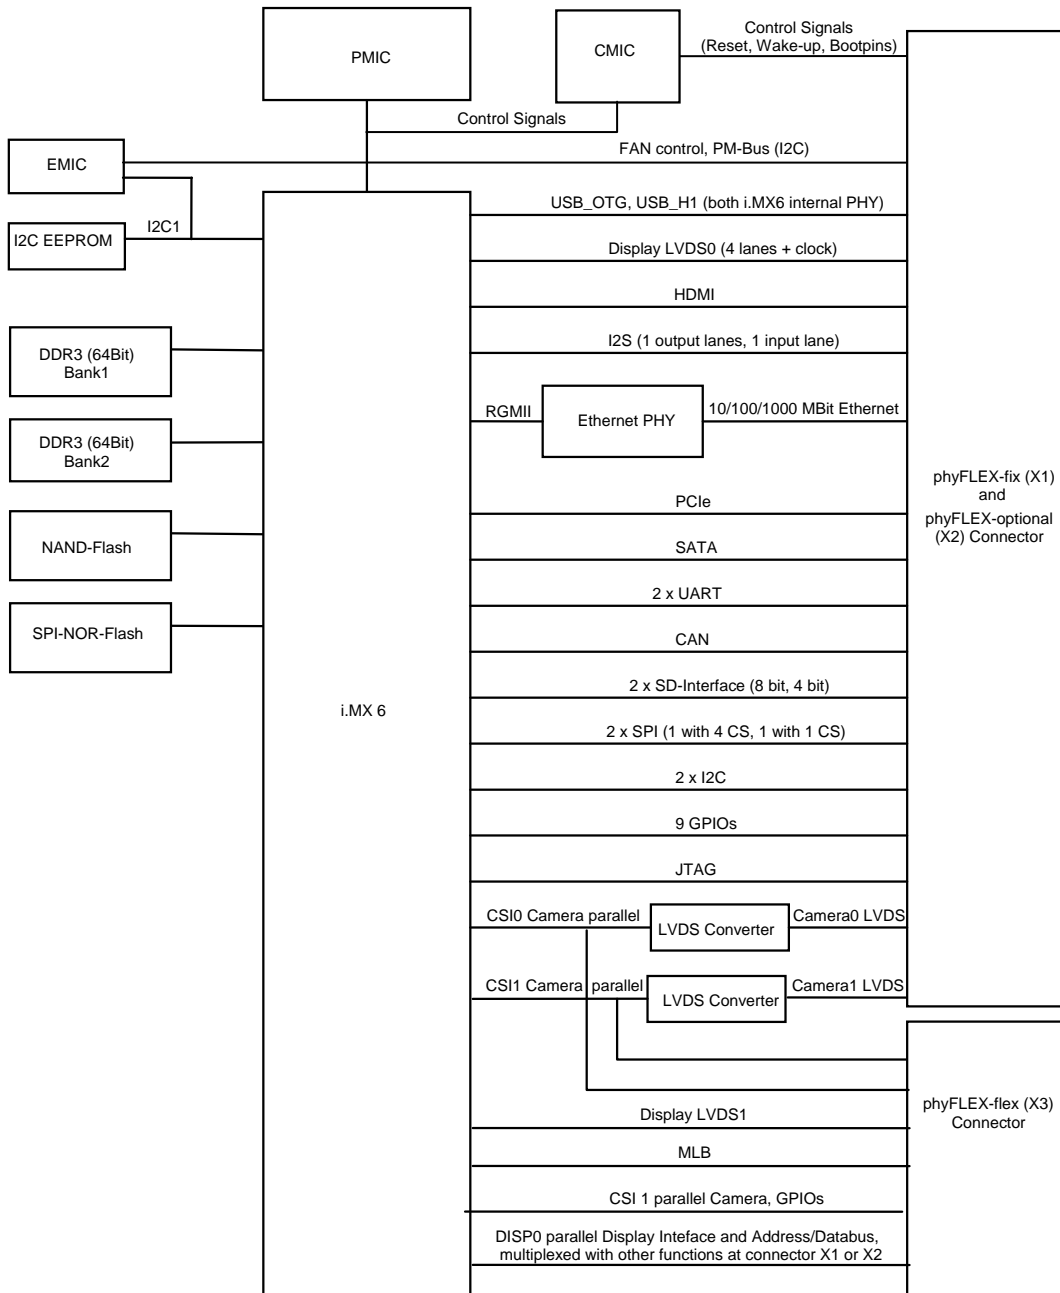 Control Signals
(Reset, Wake-up, Bootpins)
PMIC
CMIC
Control Signals
EMIC
FAN control, PM-Bus (I2C)
I2C EEPROM
I2C1
USB_OTG, USB_H1 (both i.MX6 internal PHY)
Display LVDS0 (4 lanes + clock)
HDMI
I2S (1 output lanes, 1 input lane)
DDR3 (64Bit)
Bank1
RGMII
Ethernet PHY
10/100/1000 MBit Ethernet
DDR3 (64Bit)
Bank2
phyFLEX-fix (X1)
and
phyFLEX-optional
(X2) Connector
PCIe
NAND-Flash
SATA
2 x UART
SPI-NOR-Flash
CAN
2 x SD-Interface (8 bit, 4 bit)
i.MX 6
2 x SPI (1 with 4 CS, 1 with 1 CS)
2 x I2C
9 GPIOs
JTAG
CSI0 Camera parallel
LVDS Converter
Camera0 LVDS
CSI1 Camera parallel
LVDS Converter
Camera1 LVDS
phyFLEX-flex (X3)
Connector
Display LVDS1
MLB
CSI 1 parallel Camera, GPIOs
DISP0 parallel Display Inteface and Address/Databus,
multiplexed with other functions at connector X1 or X2